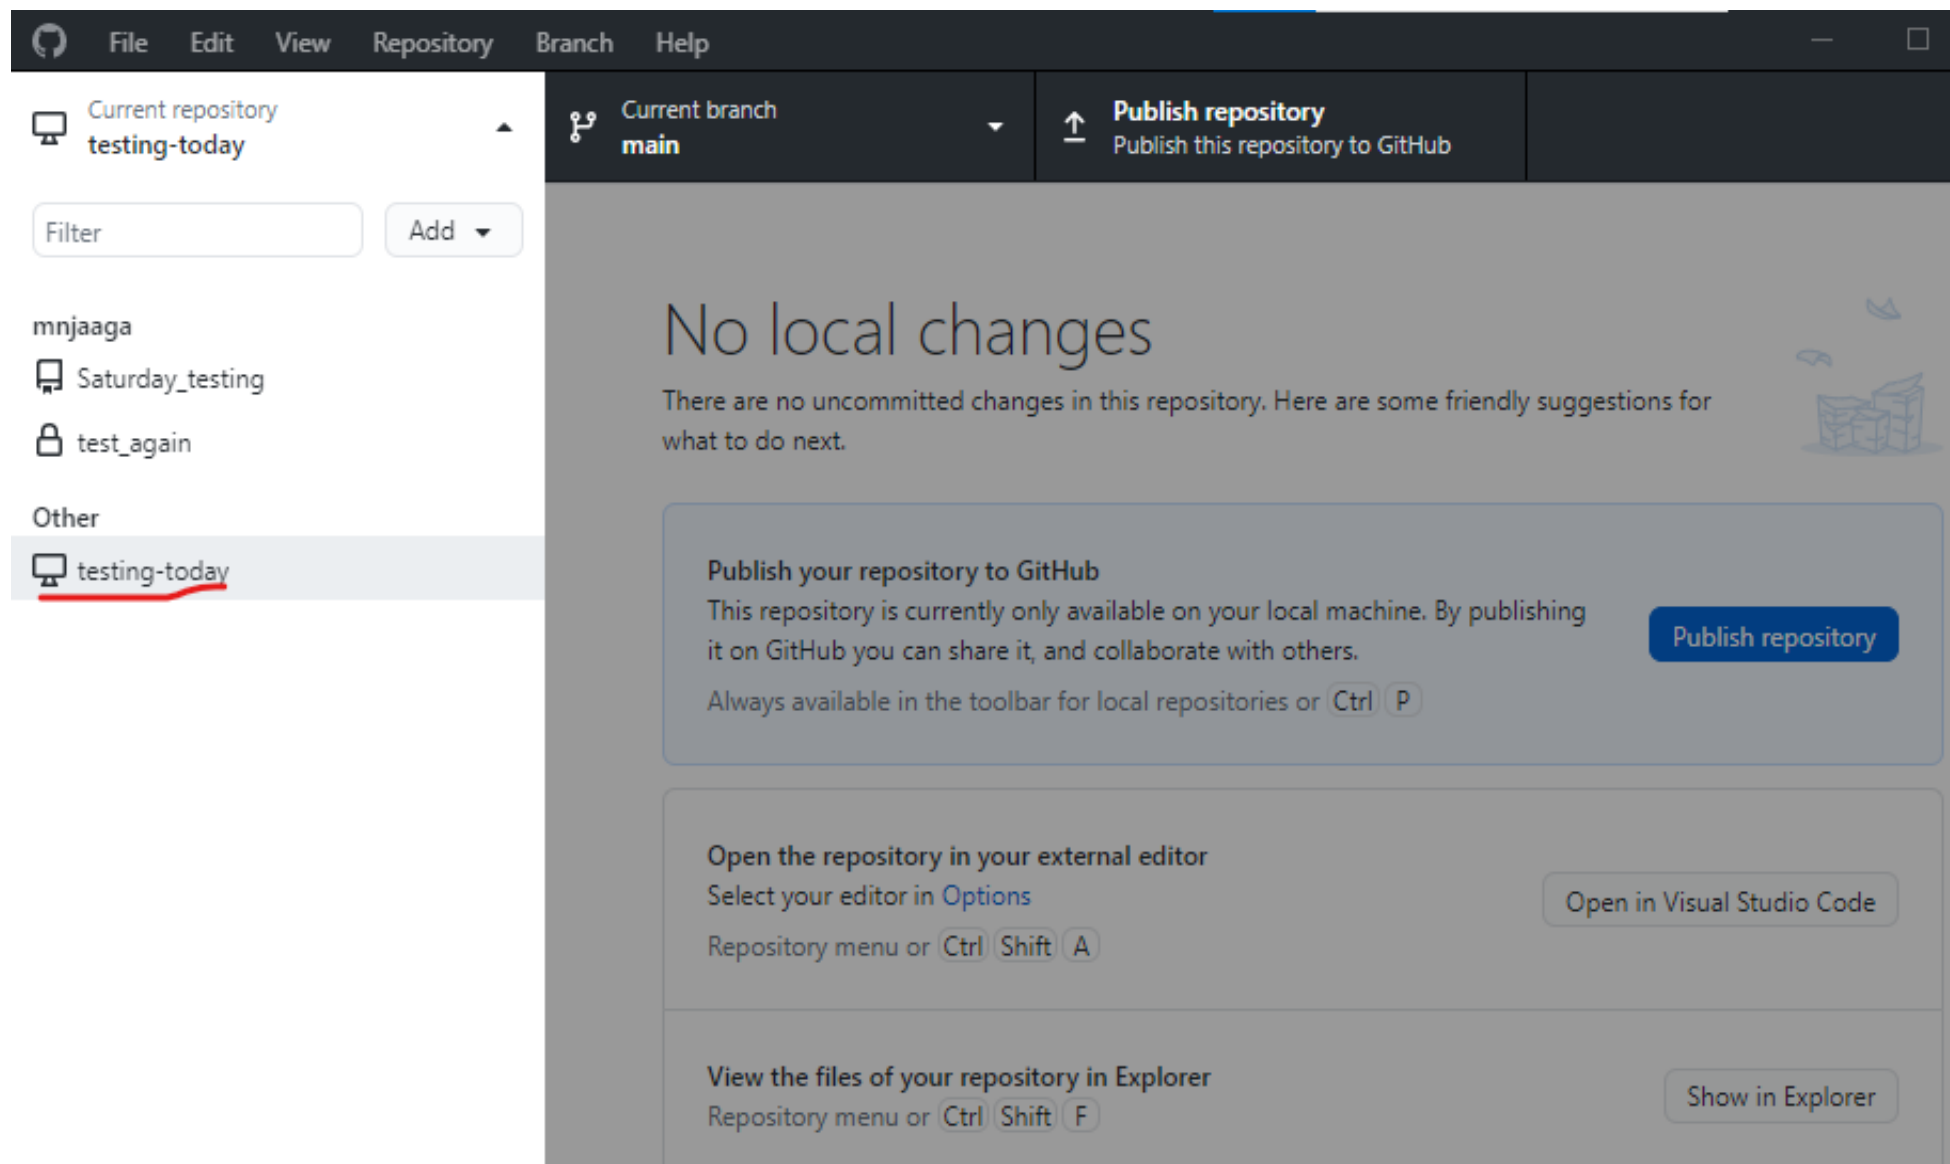 File Edit View Repository Branch Help
Current repository
testing-today
Current branch
main
Publish repository
Publish this repository to GitHub
Filter
Add
mnjaaga
Saturday_testing
test_again
Other
testing-today
No local changes
There are no uncommitted changes in this repository. Here are some friendly suggestions for
what to do next.
Publish your repository to GitHub
This repository is currently only available on your local machine. By publishing
it on GitHub you can share it, and collaborate with others.
Always available in the toolbar for local repositories or Ctrl P
Publish repository
Open the repository in your external editor
Select your editor in Options
Repository menu or Ctrl Shift A
Open in Visual Studio Code
View the files of your repository in Explorer
Repository menu or Ctrl Shift F
Show in Explorer